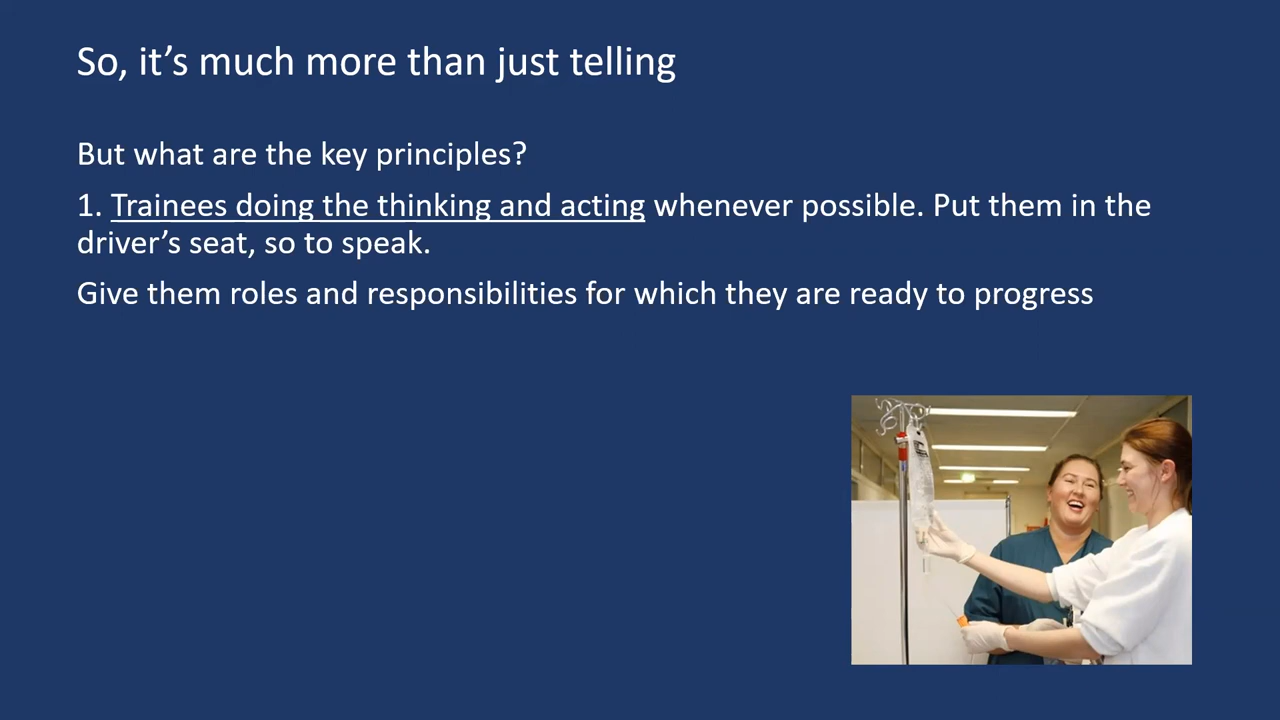 So, it’s much more than just telling
But what are the key principles?
1. Trainees doing the thinking and acting whenever possible. Put them in the
driver’s seat, so to speak.
Give them roles and responsibilities for which they are ready to progress